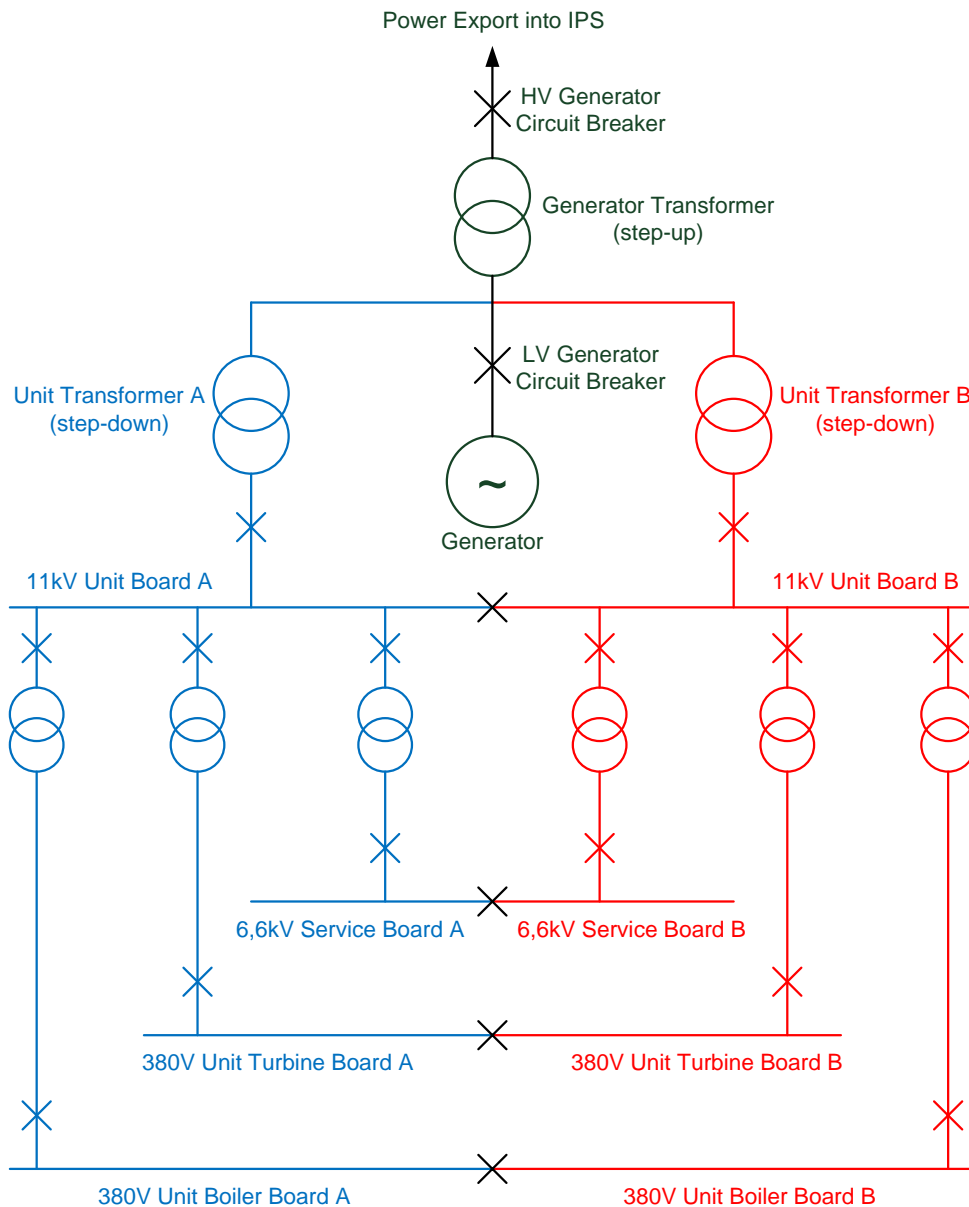 Power Export into IPS
HV Generator
Circuit Breaker
Generator Transformer
(step-up)
LV Generator
Circuit Breaker
Unit Transformer A
(step-down)
Unit Transformer B
(step-down)
~
Generator
11kV Unit Board A
11kV Unit Board B
6,6kV Service Board A
6,6kV Service Board B
380V Unit Turbine Board A
380V Unit Turbine Board B
380V Unit Boiler Board A
380V Unit Boiler Board B